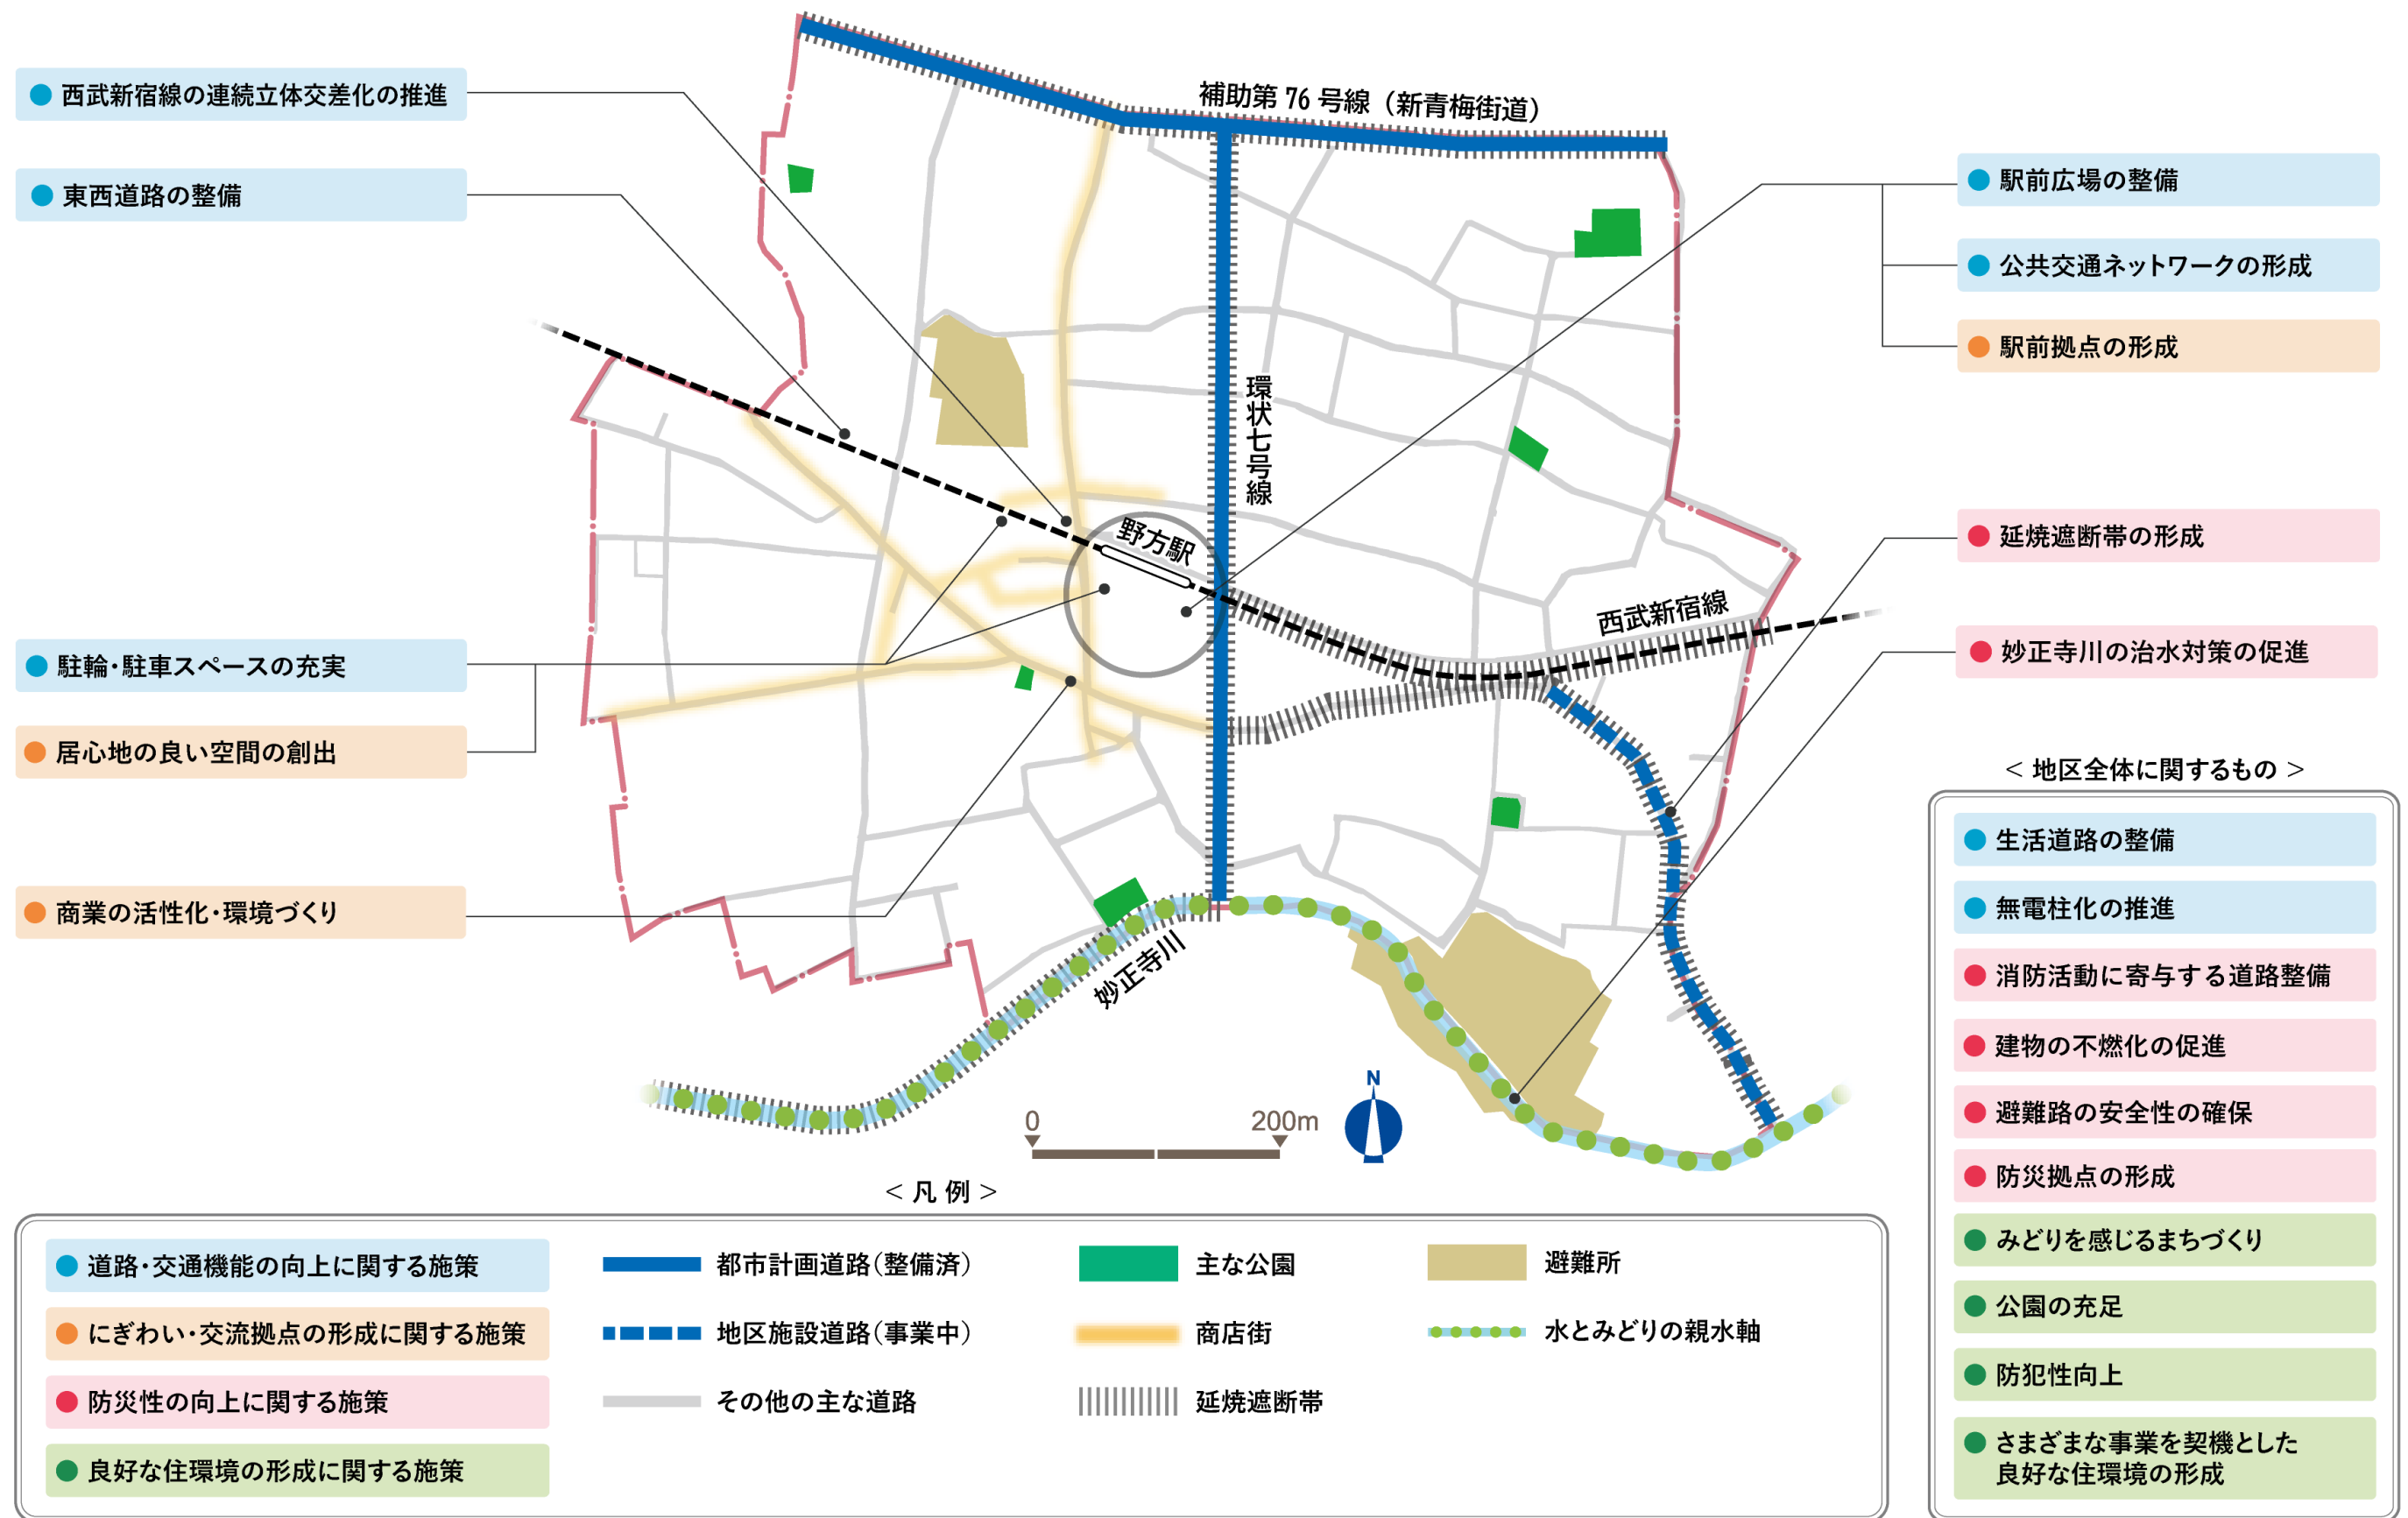 西武新宿線の連続立体交差化の推進
東西道路の整備
駐輪・駐車スペースの充実
居心地の良い空間の創出
商業の活性化・環境づくり
補助第76号線（新青梅街道）
環状七号線
野方駅
西武新宿線
妙正寺川
0 200m
N
駅前広場の整備
公共交通ネットワークの形成
駅前拠点の形成
延焼遮断帯の形成
妙正寺川の治水対策の促進
＜ 地区全体に関するもの ＞
生活道路の整備
無電柱化の推進
消防活動に寄与する道路整備
建物の不燃化の促進
避難路の安全性の確保
防災拠点の形成
みどりを感じるまちづくり
公園の充足
防犯性向上
さまざまな事業を契機とした
良好な住環境の形成
＜ 凡 例 ＞
道路・交通機能の向上に関する施策
にぎわい・交流拠点の形成に関する施策
防災性の向上に関する施策
良好な住環境の形成に関する施策
都市計画道路（整備済）
地区施設道路（事業中）
その他の主な道路
主な公園
商店街
延焼遮断帯
避難所
水とみどりの親水軸